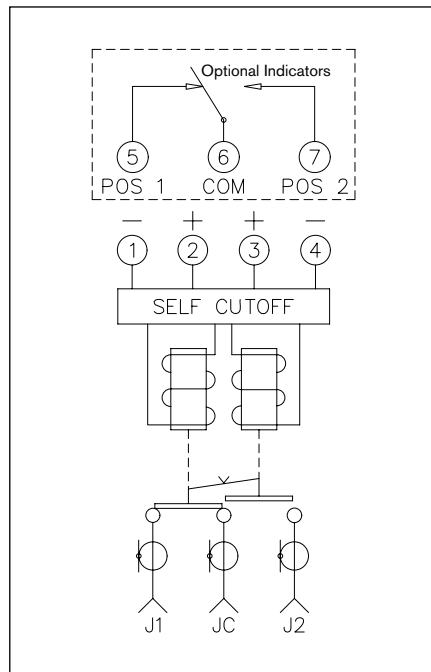 Optional Indicators
5 6 7
POS 1 COM POS 2
− + + −
1 2 3 4
SELF CUTOFF
J1 JC J2